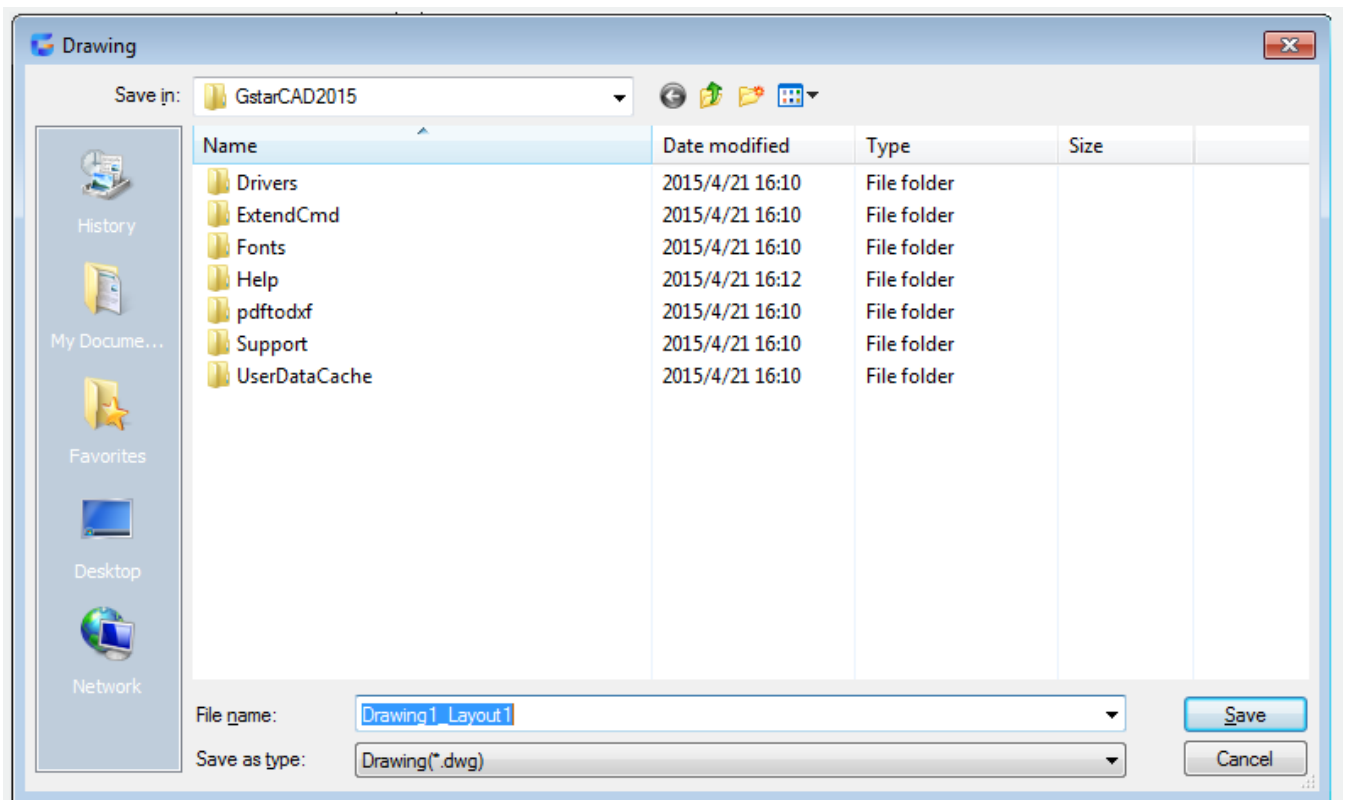 Drawing
Save in: GstarCAD2015
Name Date modified Type Size
Drivers 2015/4/21 16:10 File folder
ExtendCmd 2015/4/21 16:10 File folder
Fonts 2015/4/21 16:10 File folder
Help 2015/4/21 16:12 File folder
pdftodxf 2015/4/21 16:10 File folder
Support 2015/4/21 16:10 File folder
UserDataCache 2015/4/21 16:10 File folder
History
My Docume...
Favorites
Desktop
Network
File name: Drawing1_Layout1 Save
Save as type: Drawing(*.dwg) Cancel